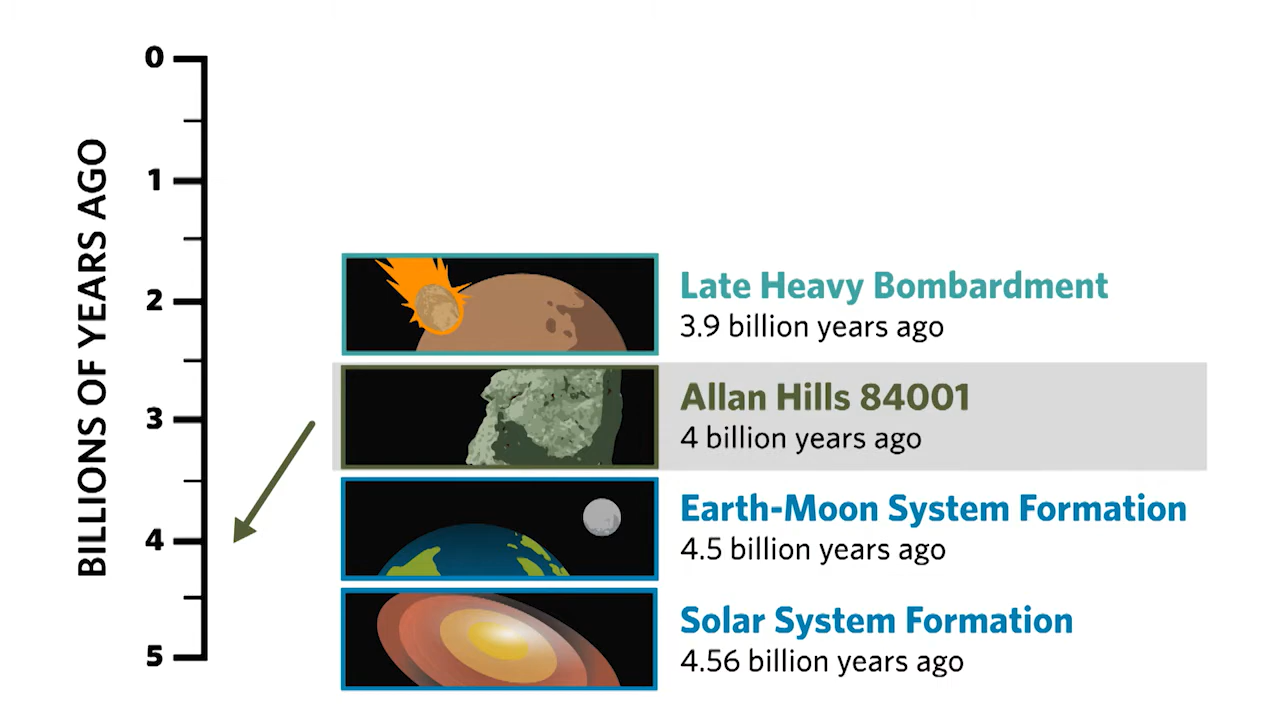 BILLIONS OF YEARS AGO
0
1
2
3
4
5
Late Heavy Bombardment
3.9 billion years ago
Allan Hills 84001
4 billion years ago
Earth-Moon System Formation
4.5 billion years ago
Solar System Formation
4.56 billion years ago